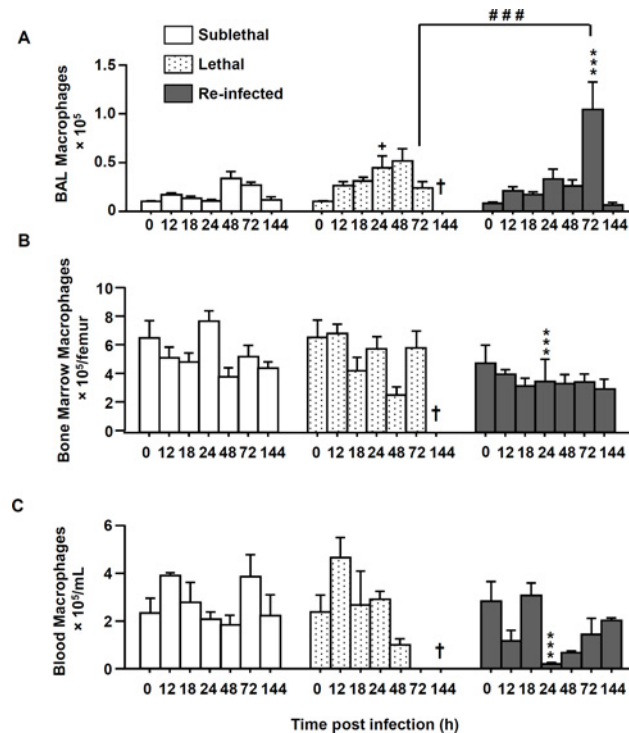 A
Sublethal
Lethal
Re-infected
# # #
***
+
†
BAL Macrophages
× 10⁵
1.5
1.0
0.5
0
0 12 18 24 48 72 144
0 12 18 24 48 72 144
0 12 18 24 48 72 144
B
Bone Marrow Macrophages
× 10⁵/femur
10
8
6
4
2
0
***
†
0 12 18 24 48 72 144
0 12 18 24 48 72 144
0 12 18 24 48 72 144
C
Blood Macrophages
× 10⁵/mL
6
4
2
0
†
***
0 12 18 24 48 72 144
0 12 18 24 48 72 144
0 12 18 24 48 72 144
Time post infection (h)